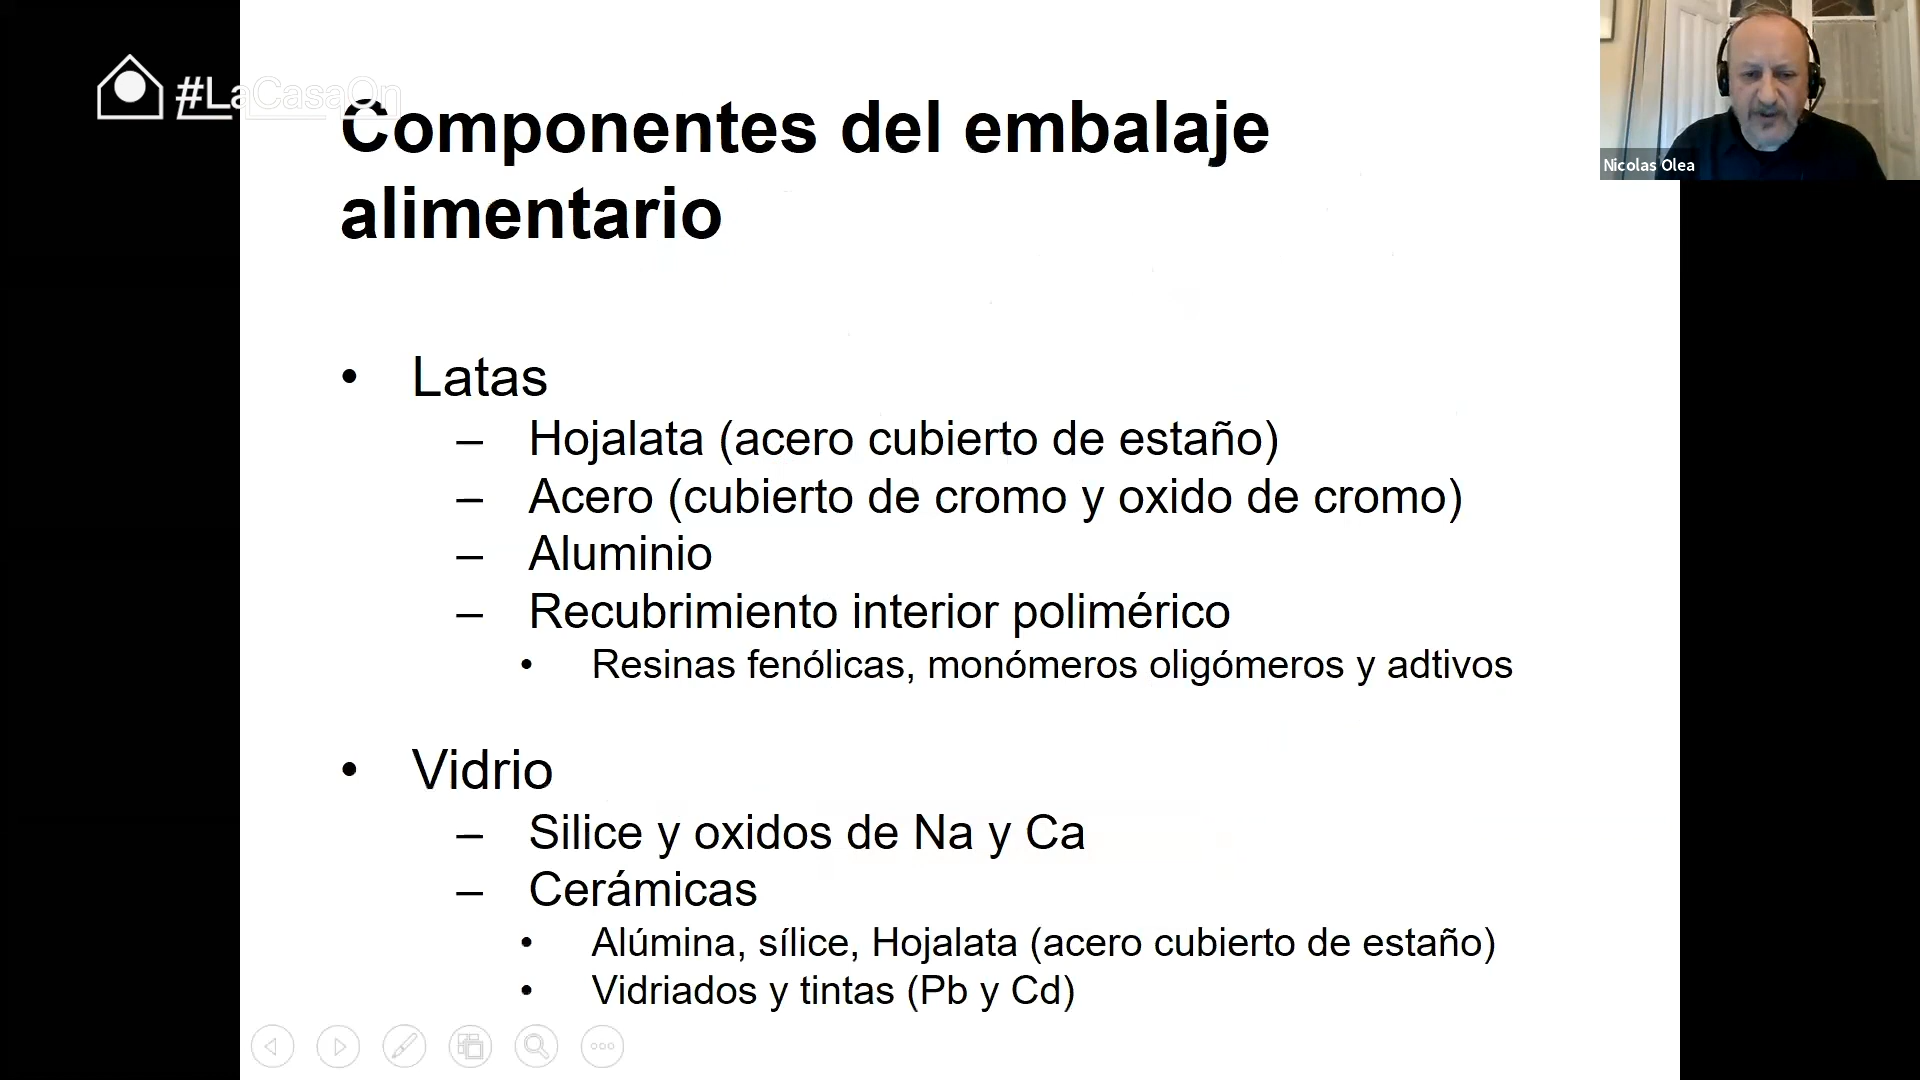 #LaCasaOn
Componentes del embalaje
alimentario
• Latas
– Hojalata (acero cubierto de estaño)
– Acero (cubierto de cromo y oxido de cromo)
– Aluminio
– Recubrimiento interior polimérico
• Resinas fenólicas, monómeros oligómeros y adtivos
• Vidrio
– Silice y oxidos de Na y Ca
– Cerámicas
• Alúmina, sílice, Hojalata (acero cubierto de estaño)
• Vidriados y tintas (Pb y Cd)
Nicolas Olea